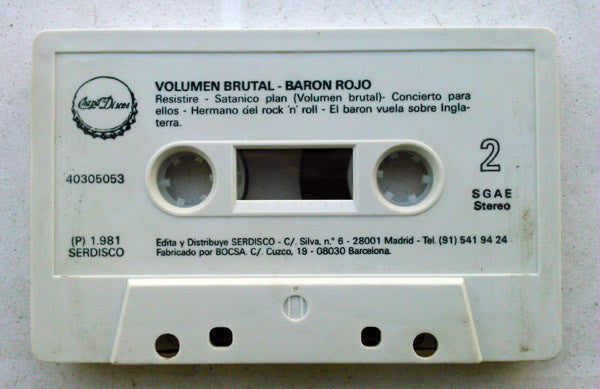 Chapa Discos
VOLUMEN BRUTAL - BARON ROJO
Resistire - Satanico plan (Volumen brutal)- Concierto para
ellos - Hermano del rock 'n' roll - El baron vuela sobre Ingla-
terra.
40305053
2
SGAE
Stereo
(P) 1.981
SERDISCO
Edita y Distribuye SERDISCO - C/. Silva, n.° 6 - 28001 Madrid - Tel. (91) 541 94 24
Fabricado por BOCSA. C/. Cuzco, 19 - 08030 Barcelona.